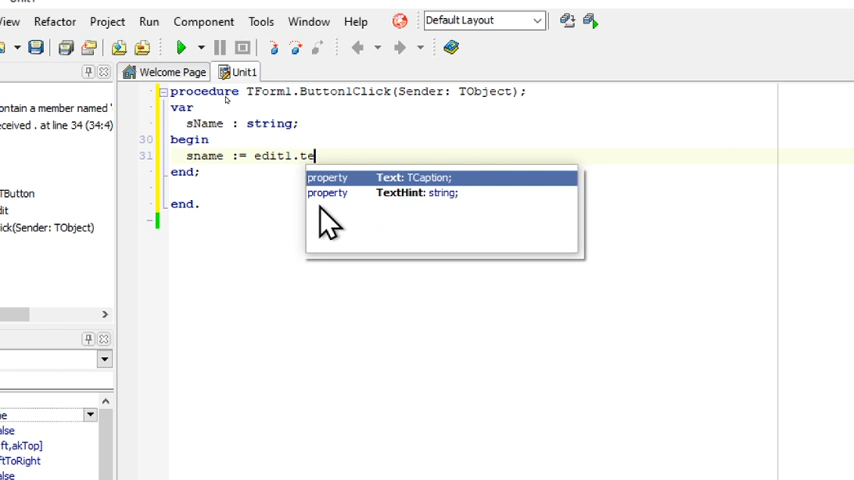 Unit1
View Refactor Project Run Component Tools Window Help Default Layout
Welcome Page Unit1
procedure TForm1.Button1Click(Sender: TObject);
var
sName : string;
30 begin
31 sname := edit1.te
end;
end.
property Text: TCaption;
property TextHint: string;
ontain a member named '
eceived . at line 34 (34:4)
TButton
dit
lick(Sender: TObject)
alse
ft,akTop]
ftToRight
alse